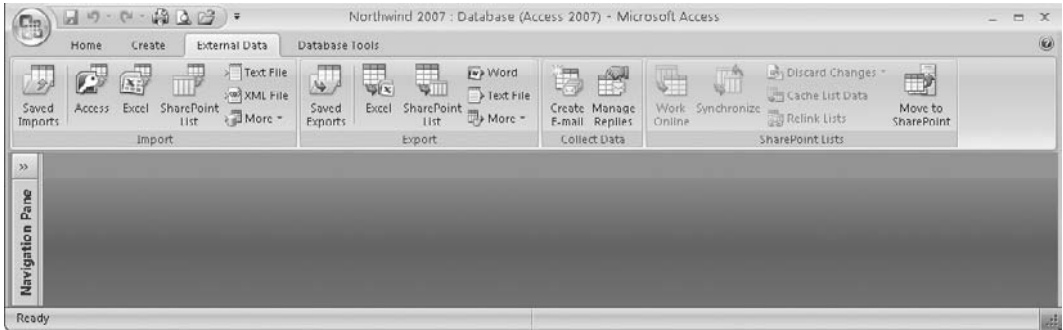 Northwind 2007 : Database (Access 2007) - Microsoft Access
Home Create External Data Database Tools
Saved Imports
Access
Excel
SharePoint List
Text File
XML File
More
Import
Saved Exports
Excel
SharePoint List
Word
Text File
More
Export
Create E-mail
Manage Replies
Collect Data
Work Online
Synchronize
Discard Changes
Cache List Data
Relink Lists
Move to SharePoint
SharePoint Lists
Navigation Pane
Ready